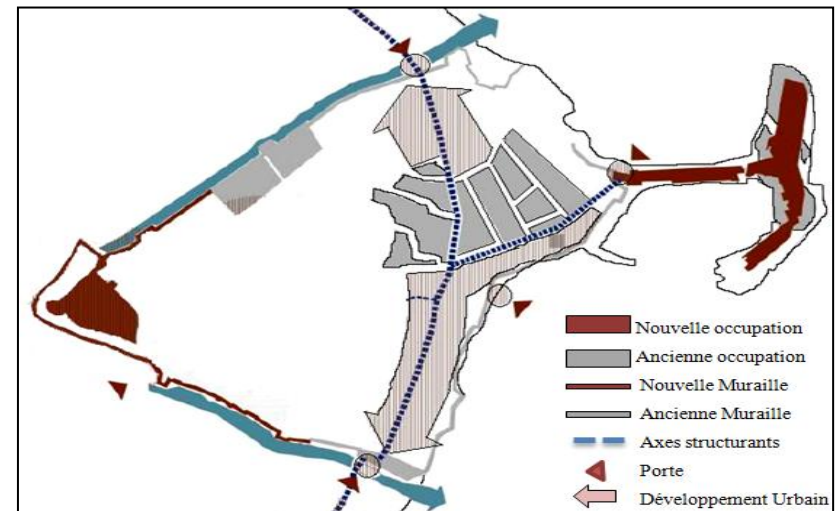 Nouvelle occupation
Ancienne occupation
Nouvelle Muraille
Ancienne Muraille
Axes structurants
Porte
Développement Urbain